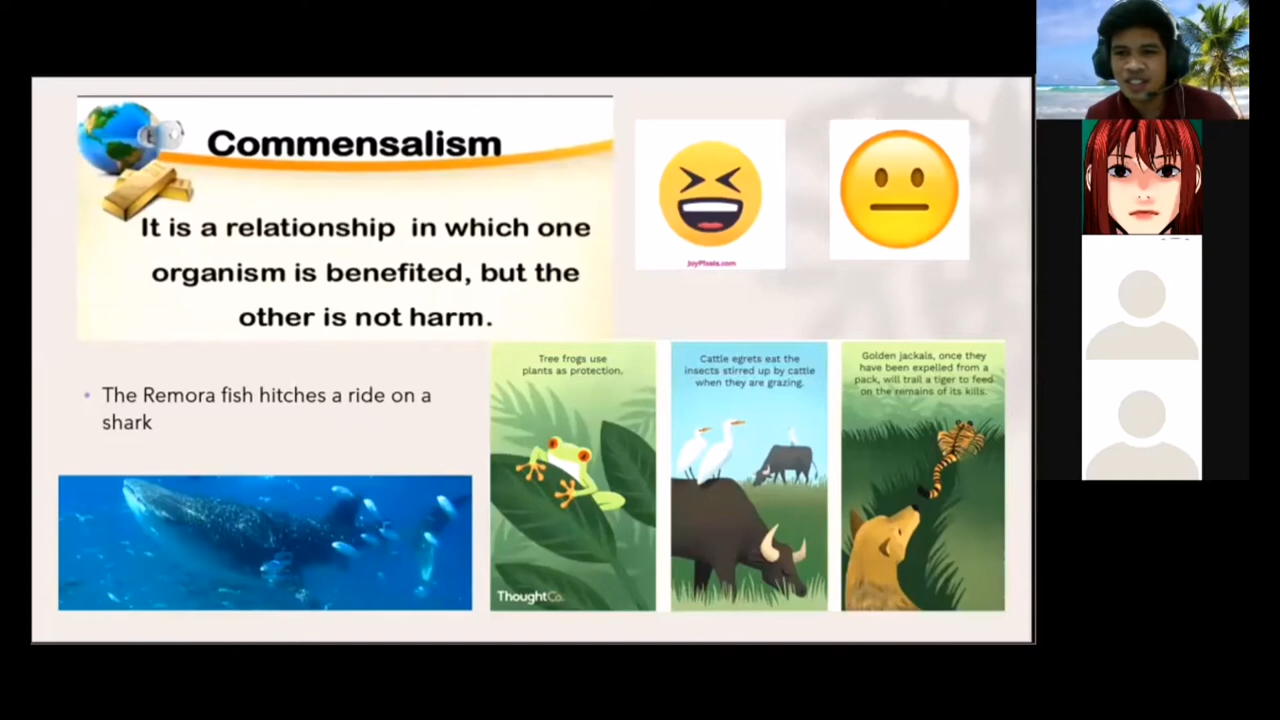 Commensalism
It is a relationship in which one
organism is benefited, but the
other is not harm.
JoyPixels.com
• The Remora fish hitches a ride on a
shark
Tree frogs use
plants as protection.
ThoughtCo.
Cattle egrets eat the
insects stirred up by cattle
when they are grazing.
Golden jackals, once they
have been expelled from a
pack, will trail a tiger to feed
on the remains of its kills.